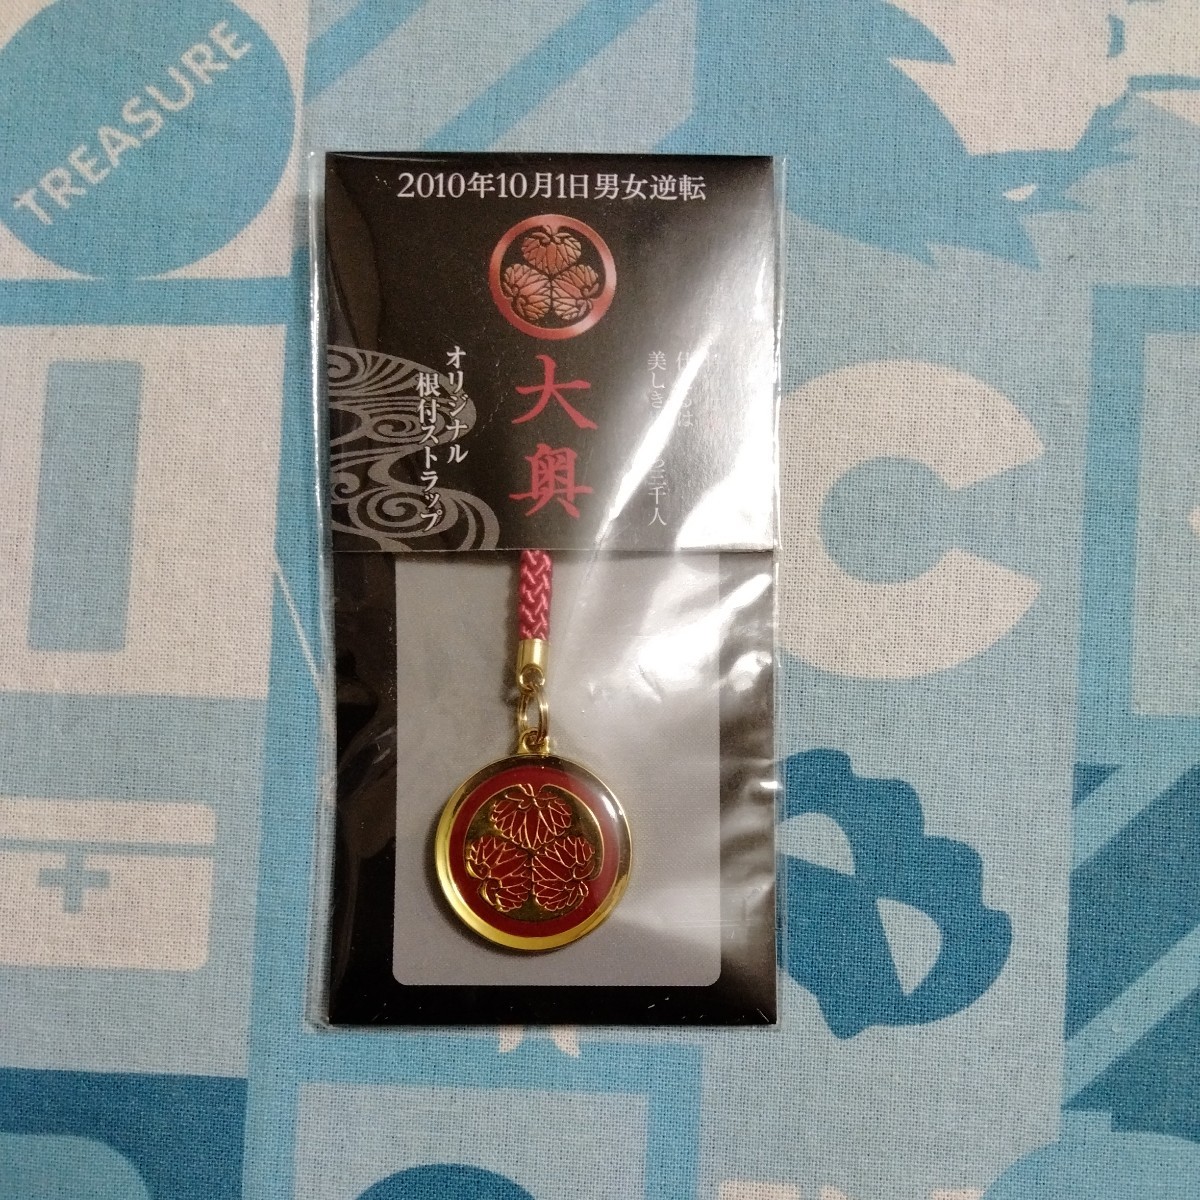 TREASURE
2010年10月1日男女逆転
大奥
美しき
三千人
オリジナル
根付ストラップ
C